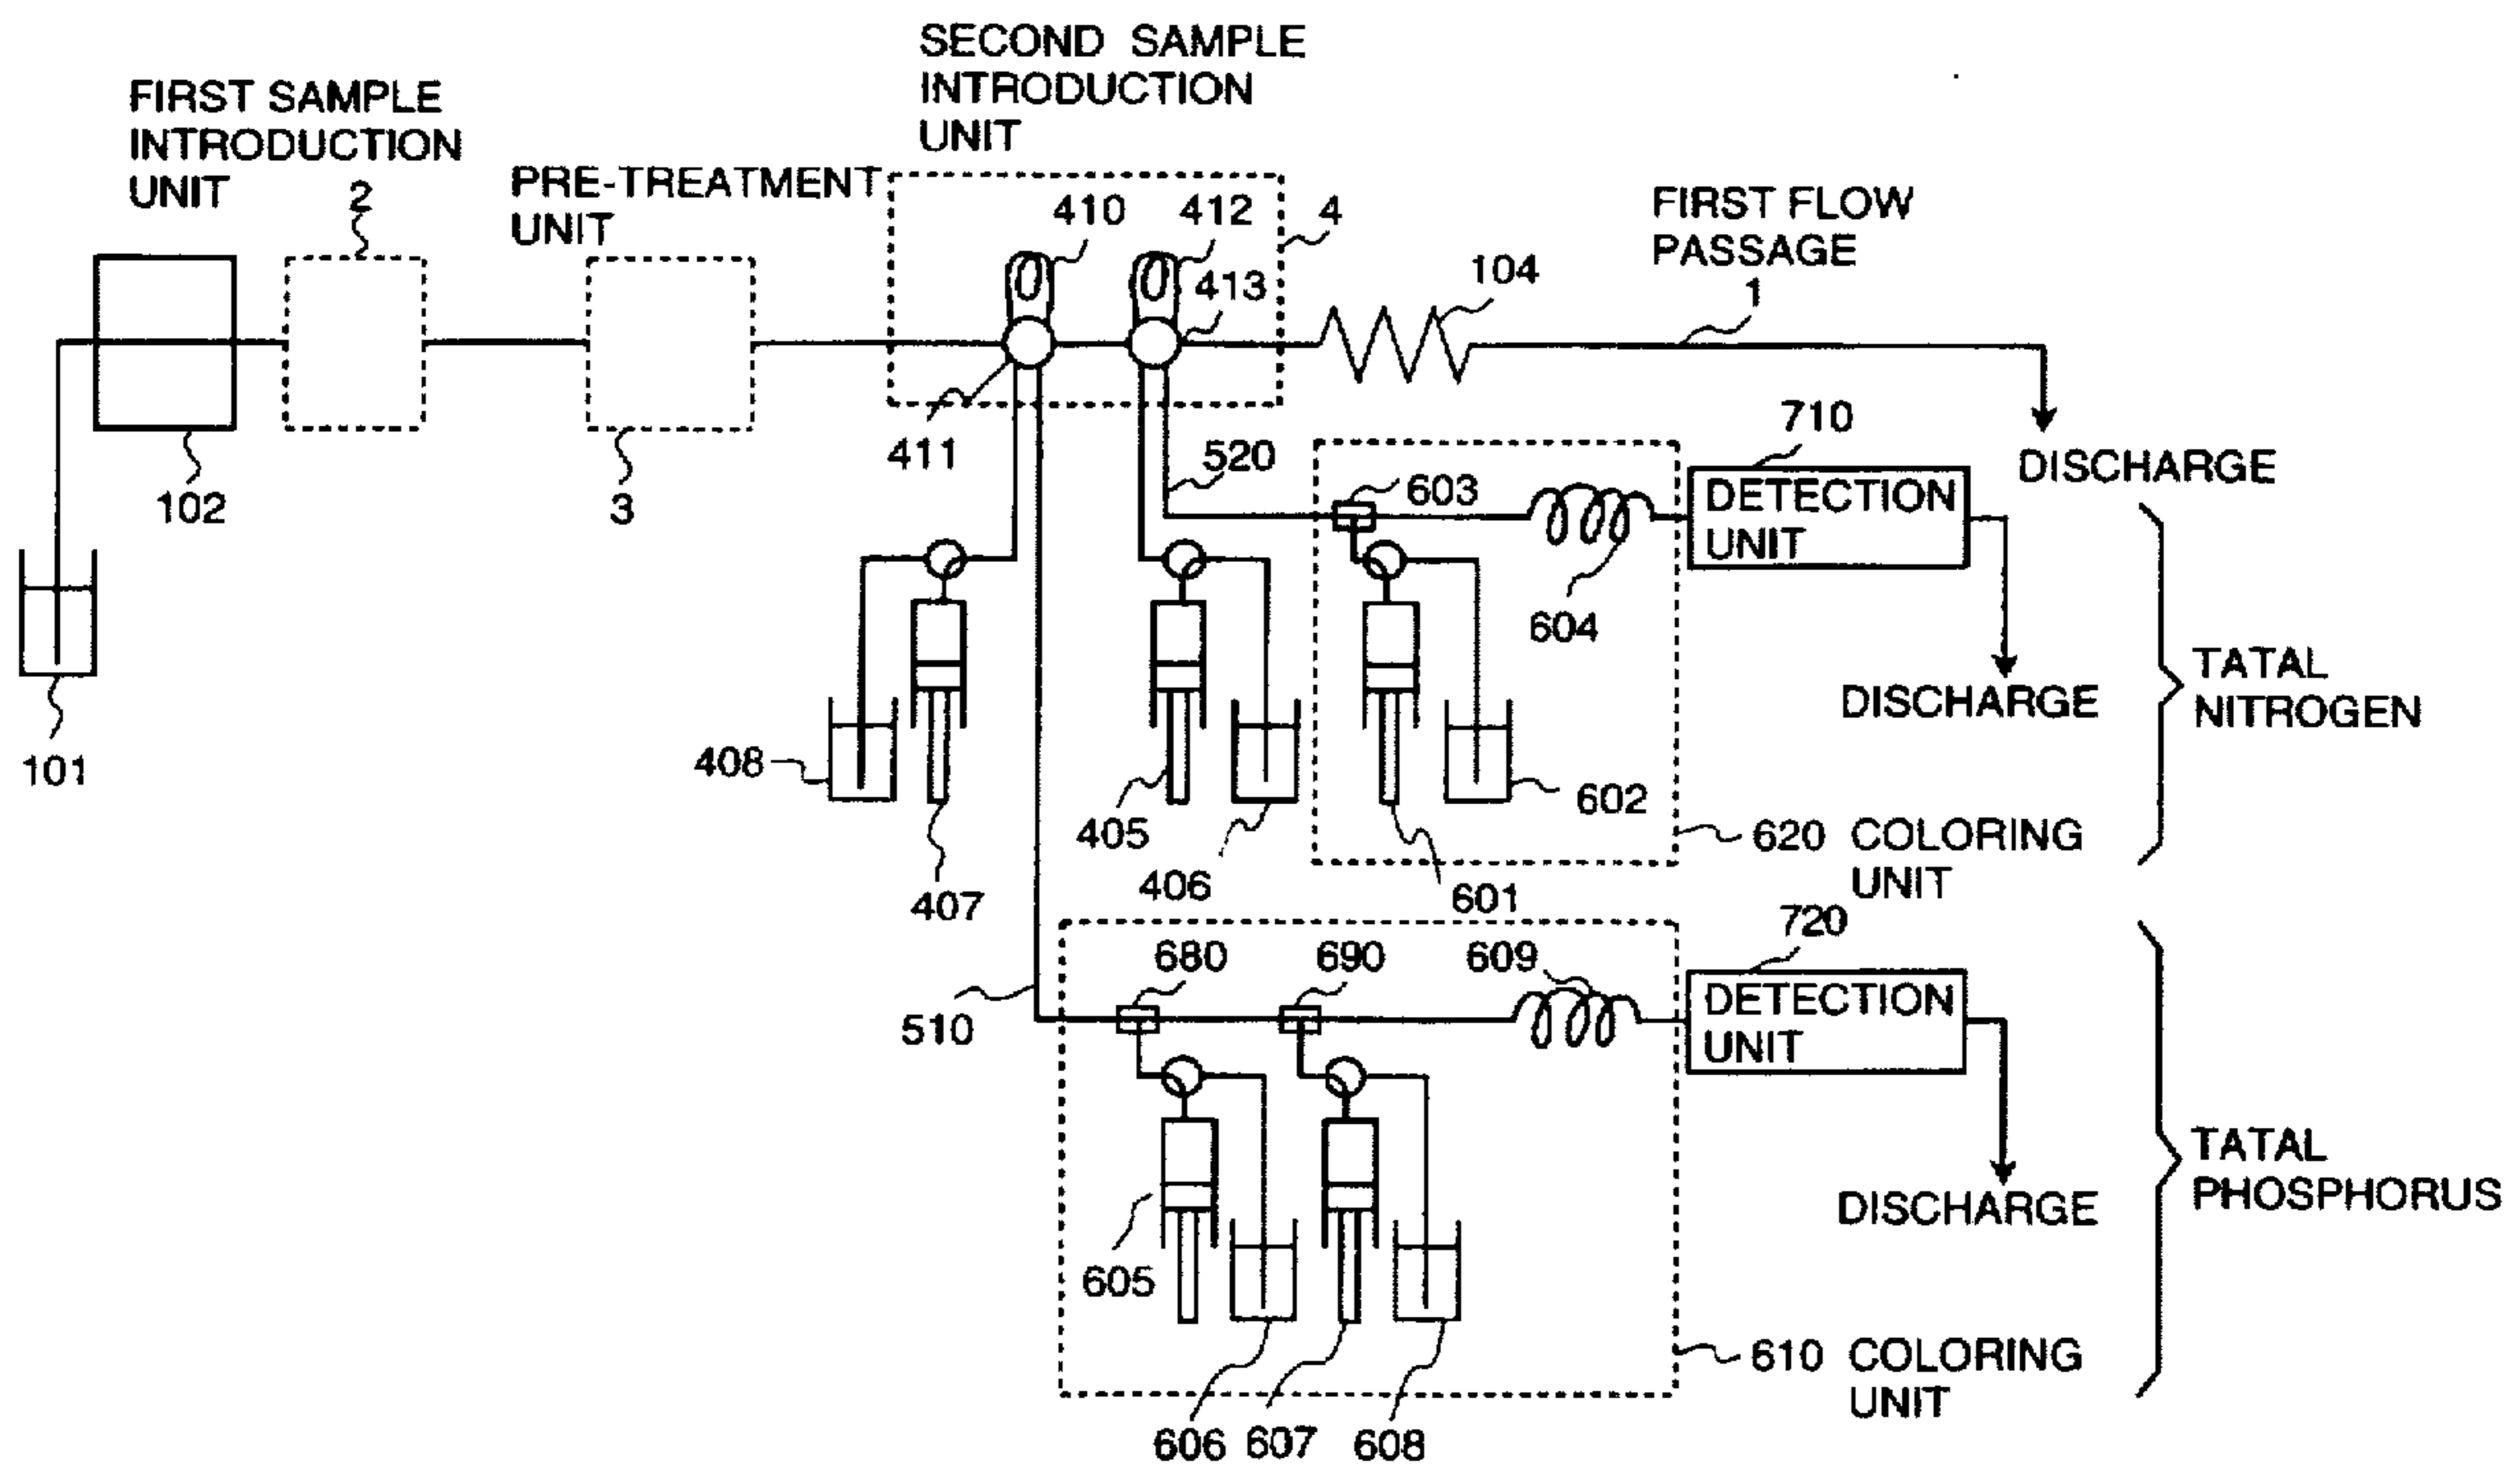 SECOND SAMPLE
INTRODUCTION
UNIT
FIRST SAMPLE
INTRODUCTION
UNIT
2
PRE-TREATMENT
UNIT
410
412
413
4
104
FIRST FLOW
PASSAGE
1
102
3
411
520
603
710
DETECTION
UNIT
DISCHARGE
604
101
408
407
405
406
601
602
DISCHARGE
TATAL
NITROGEN
620 COLORING
UNIT
510
680
690
609
720
DETECTION
UNIT
605
606
607
608
DISCHARGE
TATAL
PHOSPHORUS
610 COLORING
UNIT